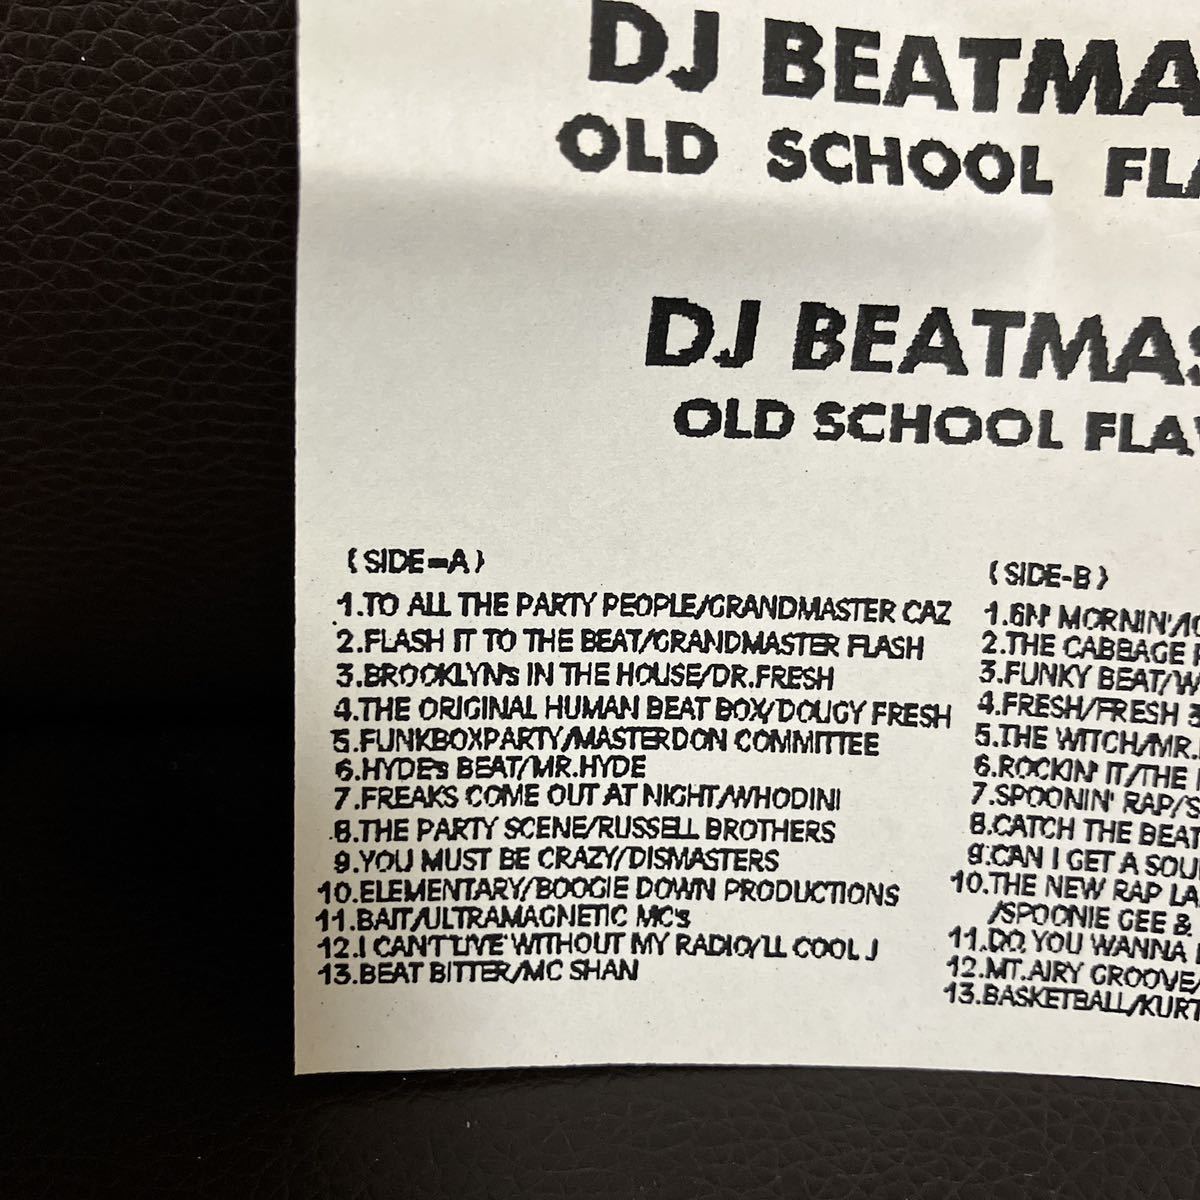 DJ BEATMA
OLD SCHOOL FLA
DJ BEATMAS
OLD SCHOOL FLAV
(SIDE-A)
1.TO ALL THE PARTY PEOPLE/GRANDMASTER CAZ
2.FLASH IT TO THE BEAT/GRANDMASTER FLASH
3.BROOKLYN's IN THE HOUSE/DR.FRESH
4.THE ORIGINAL HUMAN BEAT BOX/DOUGY FRESH
5.FUNKBOXPARTY/MASTERDON COMMITTEE
6.HYDE's BEAT/MR.HYDE
7.FREAKS COME OUT AT NIGHT/WHODINI
8.THE PARTY SCENE/RUSSELL BROTHERS
9.YOU MUST BE CRAZY/DISMASTERS
10.ELEMENTARY/BOOGIE DOWN PRODUCTIONS
11.BAIT/ULTRAMAGNETIC MC's
12.I CAN'T LIVE WITHOUT MY RADIO/LL COOL J
13.BEAT BITTER/MC SHAN
(SIDE-B)
1.6N' MORNIN'/IC
2.THE CABBAGE
3.FUNKY BEAT/W
4.FRESH/FRESH 3
5.THE WITCH/MR.
6.ROCKIN' IT/THE
7.SPOONIN' RAP/S
8.CATCH THE BEAT
9.CAN I GET A SOU
10.THE NEW RAP LA
/SPOONIE GEE &
11.DO YOU WANNA
12.MT.AIRY GROOVE/
13.BASKETBALL/KURT